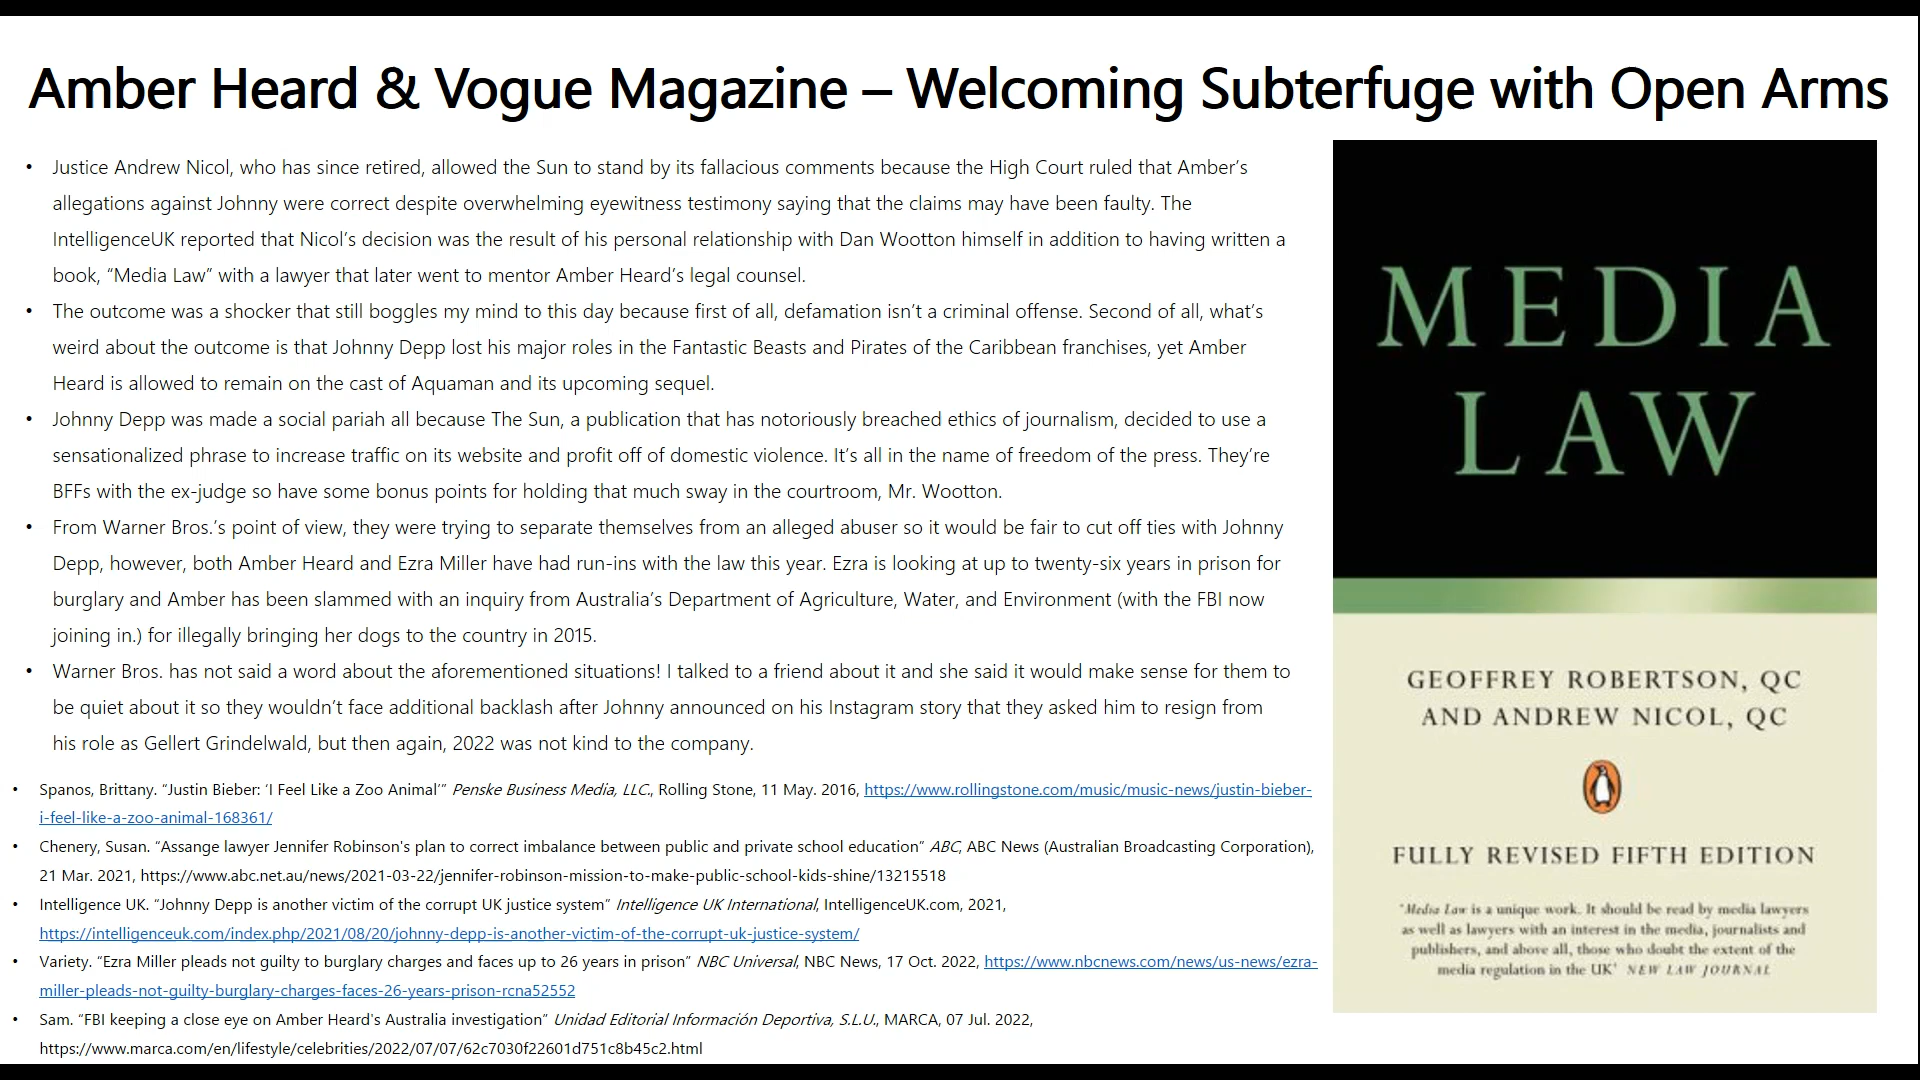 Amber Heard & Vogue Magazine – Welcoming Subterfuge with Open Arms
• Justice Andrew Nicol, who has since retired, allowed the Sun to stand by its fallacious comments because the High Court ruled that Amber’s
allegations against Johnny were correct despite overwhelming eyewitness testimony saying that the claims may have been faulty. The
IntelligenceUK reported that Nicol’s decision was the result of his personal relationship with Dan Wootton himself in addition to having written a
book, “Media Law” with a lawyer that later went to mentor Amber Heard’s legal counsel.
• The outcome was a shocker that still boggles my mind to this day because first of all, defamation isn’t a criminal offense. Second of all, what’s
weird about the outcome is that Johnny Depp lost his major roles in the Fantastic Beasts and Pirates of the Caribbean franchises, yet Amber
Heard is allowed to remain on the cast of Aquaman and its upcoming sequel.
• Johnny Depp was made a social pariah all because The Sun, a publication that has notoriously breached ethics of journalism, decided to use a
sensationalized phrase to increase traffic on its website and profit off of domestic violence. It’s all in the name of freedom of the press. They’re
BFFs with the ex-judge so have some bonus points for holding that much sway in the courtroom, Mr. Wootton.
• From Warner Bros.’s point of view, they were trying to separate themselves from an alleged abuser so it would be fair to cut off ties with Johnny
Depp, however, both Amber Heard and Ezra Miller have had run-ins with the law this year. Ezra is looking at up to twenty-six years in prison for
burglary and Amber has been slammed with an inquiry from Australia’s Department of Agriculture, Water, and Environment (with the FBI now
joining in.) for illegally bringing her dogs to the country in 2015.
• Warner Bros. has not said a word about the aforementioned situations! I talked to a friend about it and she said it would make sense for them to
be quiet about it so they wouldn’t face additional backlash after Johnny announced on his Instagram story that they asked him to resign from
his role as Gellert Grindelwald, but then again, 2022 was not kind to the company.
• Spanos, Brittany. “Justin Bieber: ‘I Feel Like a Zoo Animal’” Penske Business Media, LLC., Rolling Stone, 11 May. 2016, https://www.rollingstone.com/music/music-news/justin-bieber-
i-feel-like-a-zoo-animal-168361/
• Chenery, Susan. “Assange lawyer Jennifer Robinson's plan to correct imbalance between public and private school education” ABC, ABC News (Australian Broadcasting Corporation),
21 Mar. 2021, https://www.abc.net.au/news/2021-03-22/jennifer-robinson-mission-to-make-public-school-kids-shine/13215518
• Intelligence UK. “Johnny Depp is another victim of the corrupt UK justice system” Intelligence UK International, IntelligenceUK.com, 2021,
https://intelligenceuk.com/index.php/2021/08/20/johnny-depp-is-another-victim-of-the-corrupt-uk-justice-system/
• Variety. “Ezra Miller pleads not guilty to burglary charges and faces up to 26 years in prison” NBC Universal, NBC News, 17 Oct. 2022, https://www.nbcnews.com/news/us-news/ezra-
miller-pleads-not-guilty-burglary-charges-faces-26-years-prison-rcna52552
• Sam. “FBI keeping a close eye on Amber Heard's Australia investigation” Unidad Editorial Información Deportiva, S.L.U., MARCA, 07 Jul. 2022,
https://www.marca.com/en/lifestyle/celebrities/2022/07/07/62c7030f22601d751c8b45c2.html
MEDIA
LAW
GEOFFREY ROBERTSON, QC
AND ANDREW NICOL, QC
FULLY REVISED FIFTH EDITION
‘Media Law is a unique work. It should be read by media lawyers
as well as lawyers with an interest in the media, journalists and
publishers, and above all, those who doubt the extent of the
media regulation in the UK’ NEW LAW JOURNAL